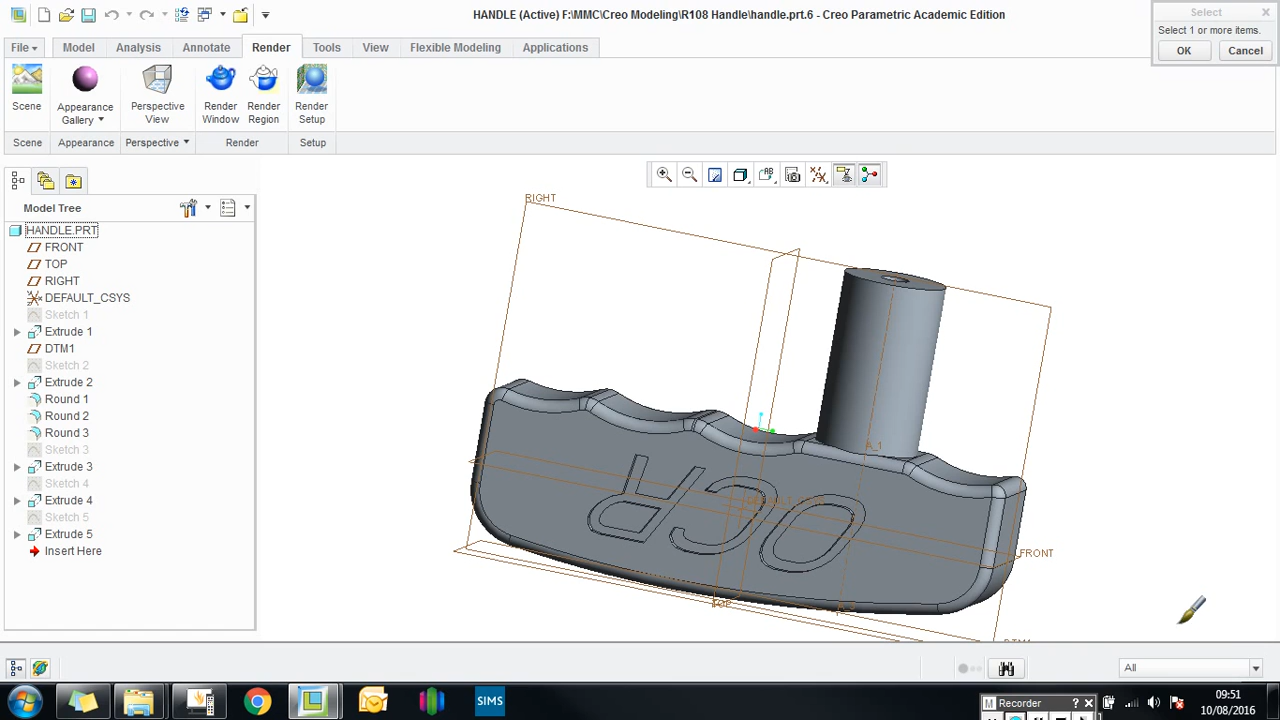 HANDLE (Active) F:\MMC\Creo Modeling\R108 Handle\handle.prt.6 - Creo Parametric Academic Edition
Select
Select 1 or more items.
OK Cancel
File Model Analysis Annotate Render Tools View Flexible Modeling Applications
Scene
Appearance Gallery
Perspective View
Render Window
Render Region
Render Setup
Scene Appearance Perspective Render Setup
Model Tree
HANDLE.PRT
FRONT
TOP
RIGHT
DEFAULT_CSYS
Sketch 1
Extrude 1
DTM1
Sketch 2
Extrude 2
Round 1
Round 2
Round 3
Sketch 3
Extrude 3
Sketch 4
Extrude 4
Sketch 5
Extrude 5
Insert Here
RIGHT
A_1
OCR
FRONT
TOP
DTM1
All
SIMS
Recorder
09:51
10/08/2016